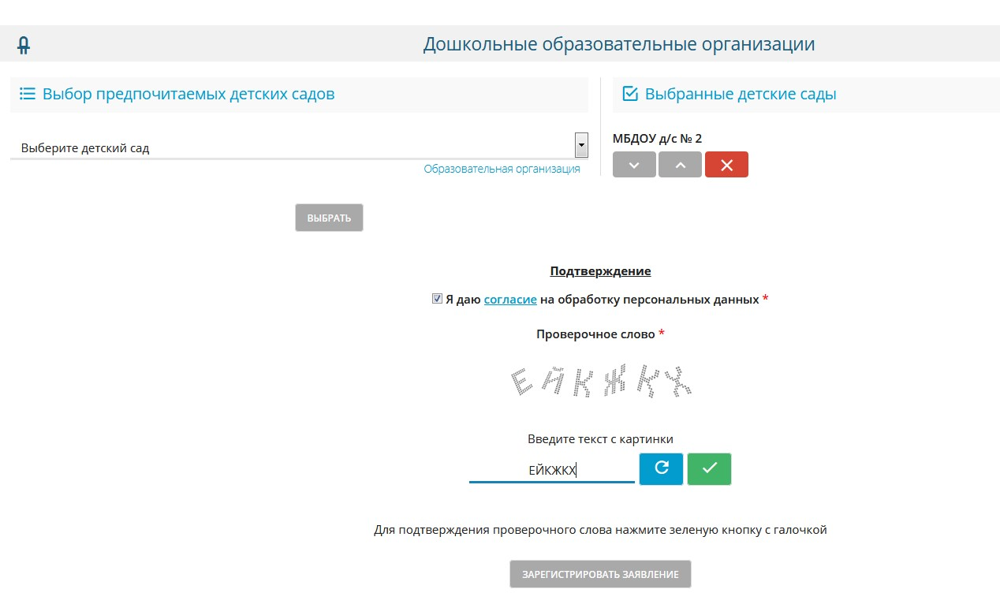 Дошкольные образовательные организации
Выбор предпочитаемых детских садов
Выберите детский сад
Образовательная организация
ВЫБРАТЬ
Выбранные детские сады
МБДОУ д/с № 2
Подтверждение
Я даю согласие на обработку персональных данных *
Проверочное слово *
ЕЙКЖКХ
Введите текст с картинки
ЕЙКЖКХ
Для подтверждения проверочного слова нажмите зеленую кнопку с галочкой
ЗАРЕГИСТРИРОВАТЬ ЗАЯВЛЕНИЕ